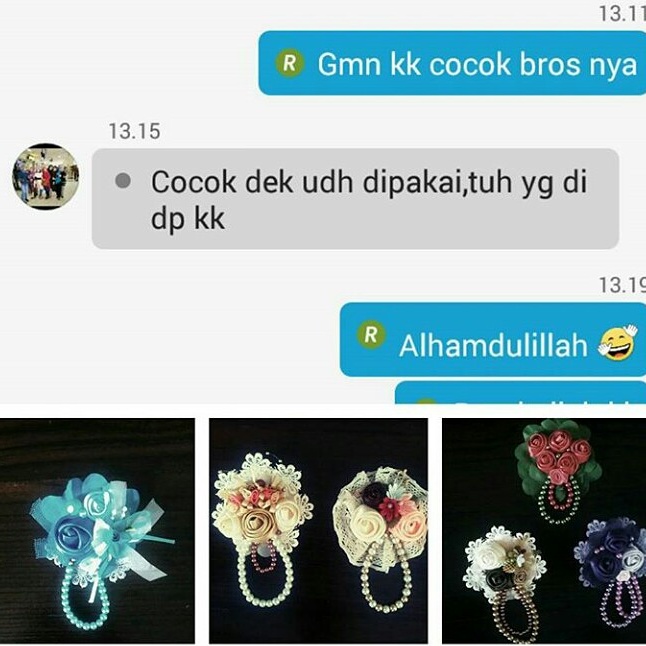 13.11
R Gmn kk cocok bros nya
13.15
Cocok dek udh dipakai,tuh yg di
dp kk
13.19
R Alhamdulillah